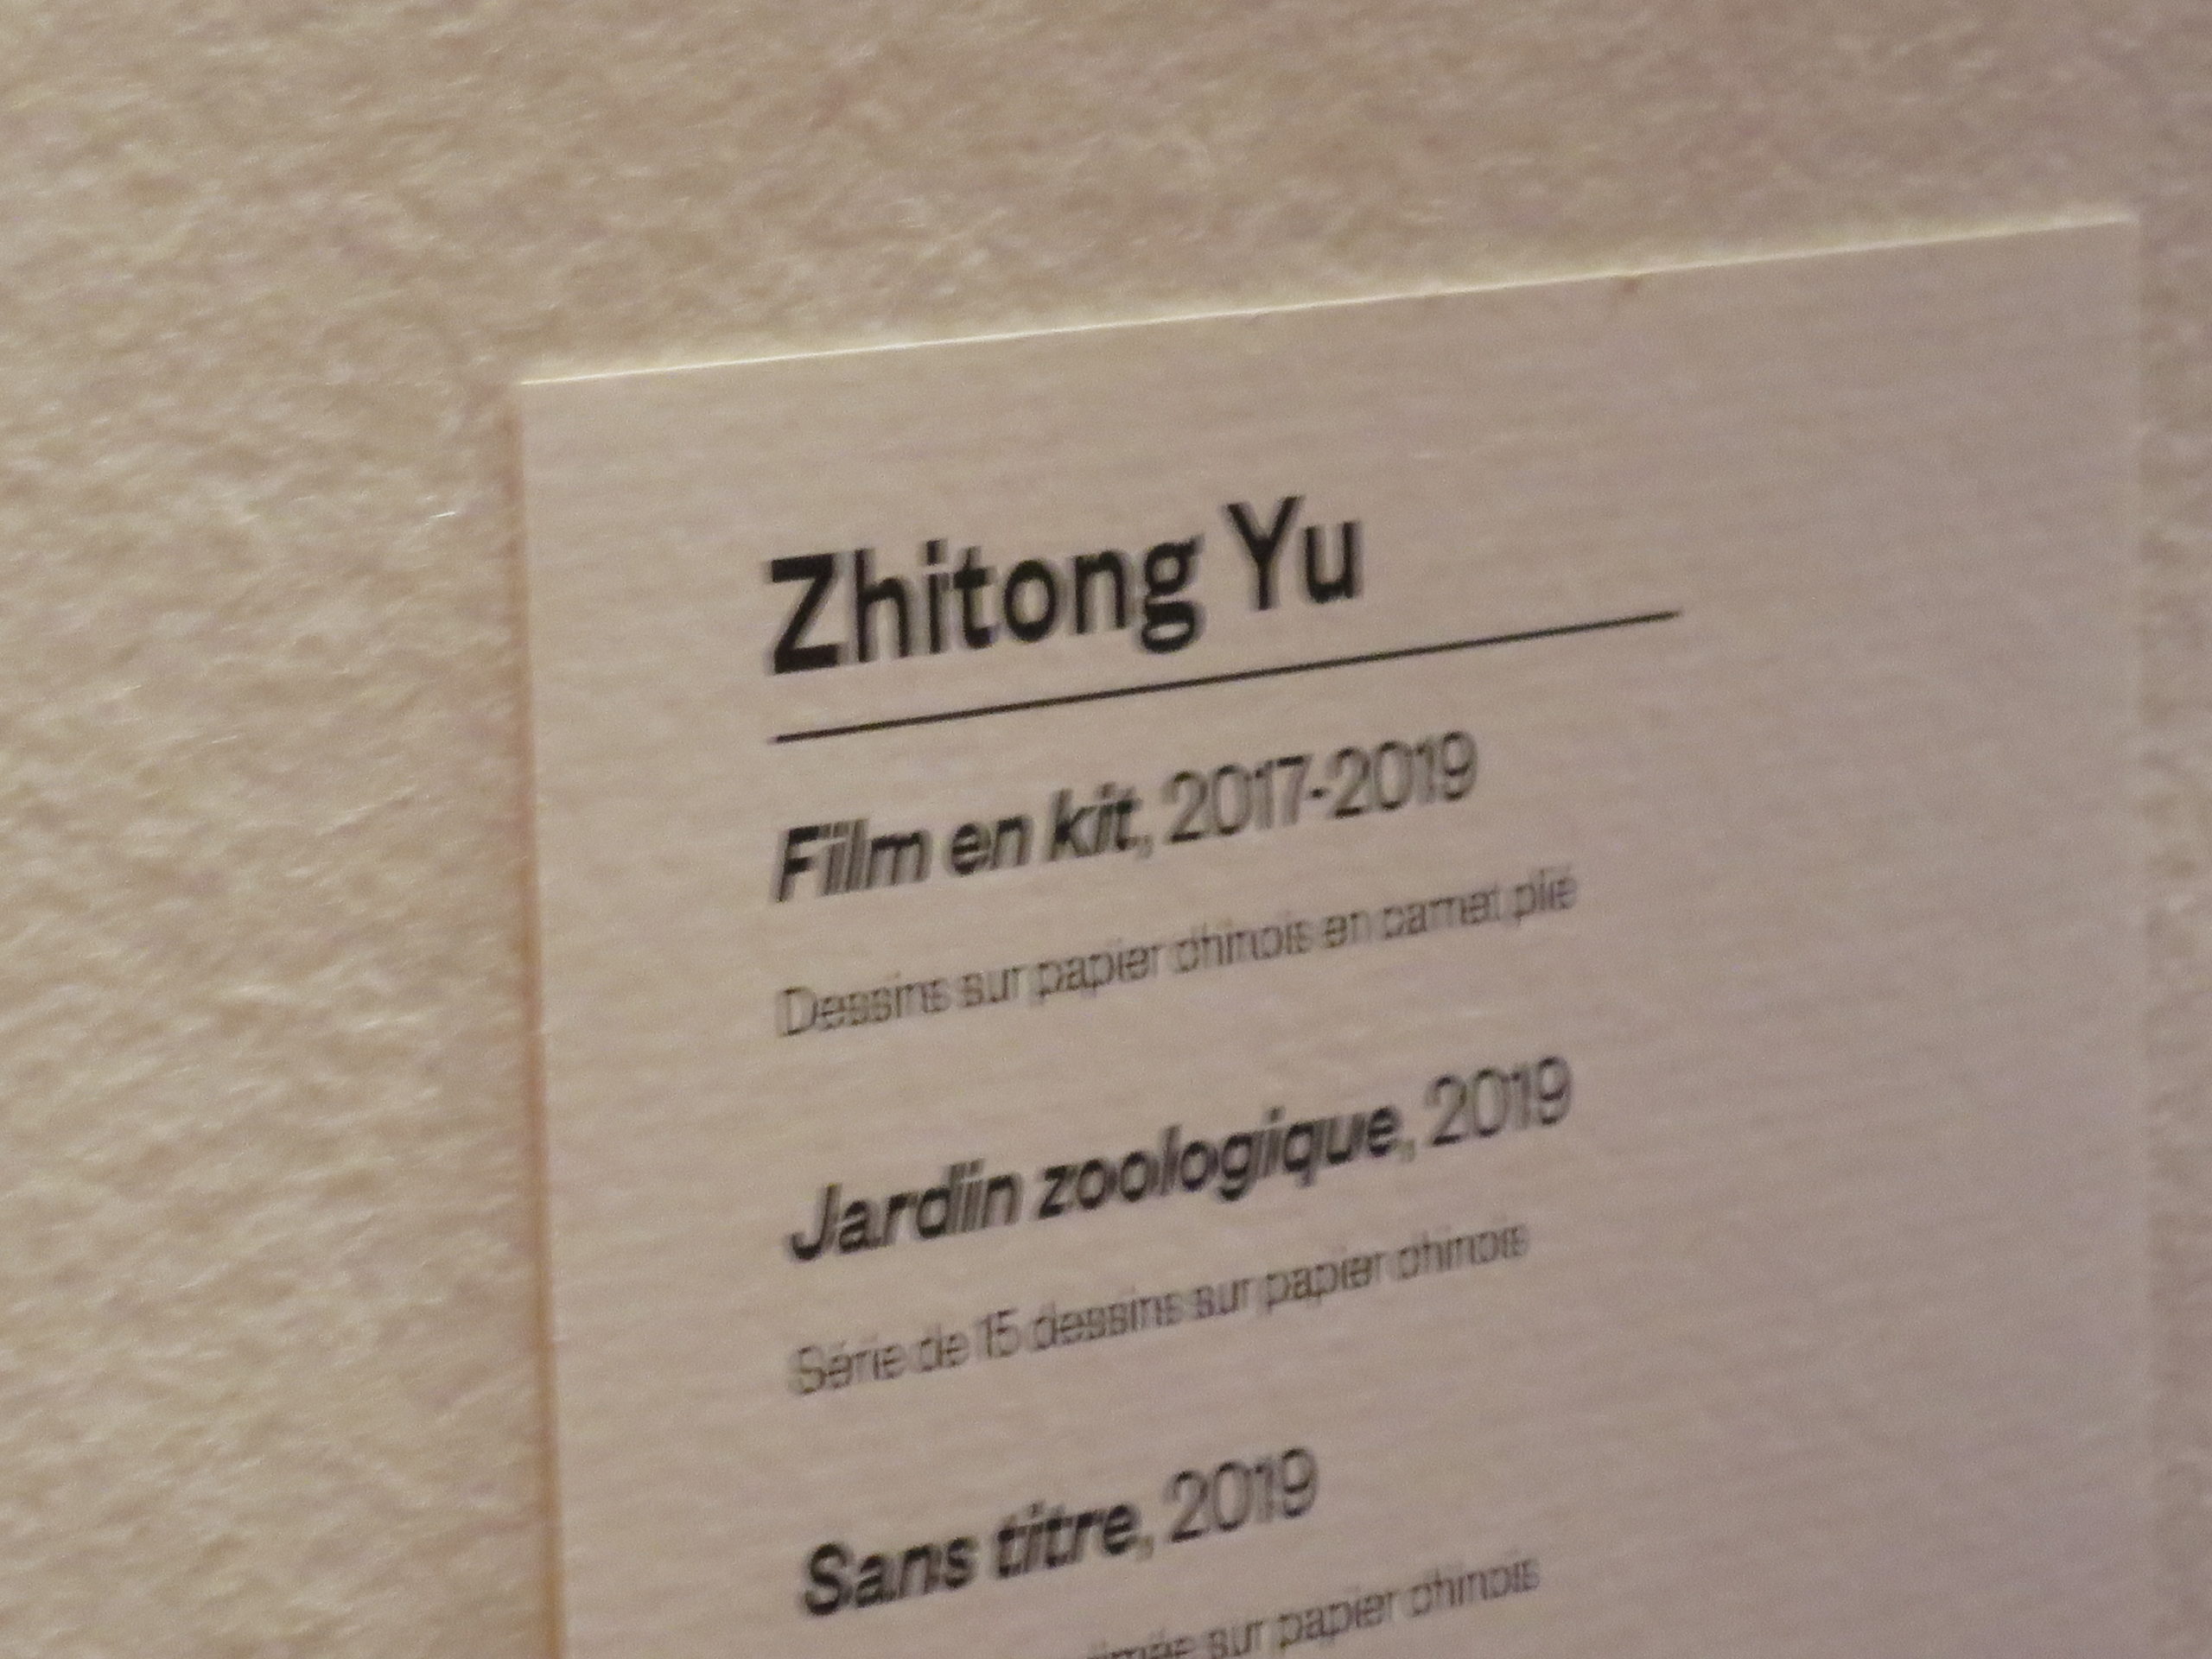 Zhitong Yu
Film en kit, 2017-2019
Dessins sur papier chinois en carnet plié
Jardin zoologique, 2019
Série de 15 dessins sur papier chinois
Sans titre, 2019
sur papier chinois